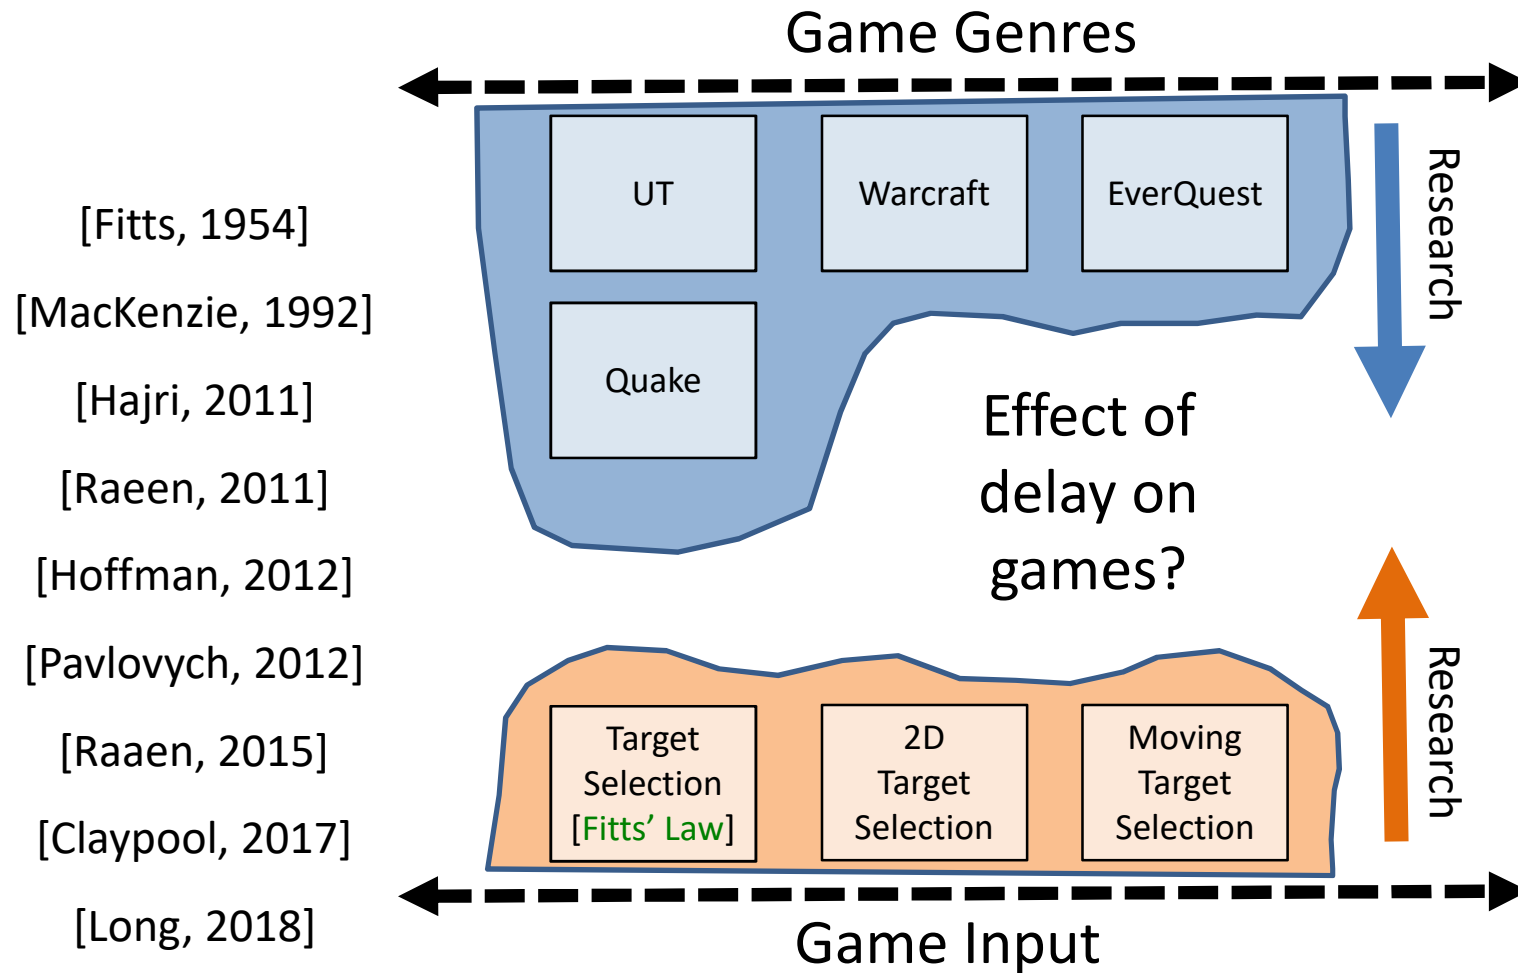 Game Genres
UT
Warcraft
EverQuest
Quake
Research
[Fitts, 1954]
[MacKenzie, 1992]
[Hajri, 2011]
[Raeen, 2011]
[Hoffman, 2012]
[Pavlovych, 2012]
[Raaen, 2015]
[Claypool, 2017]
[Long, 2018]
Effect of
delay on
games?
Target
Selection
[Fitts’ Law]
2D
Target
Selection
Moving
Target
Selection
Research
Game Input